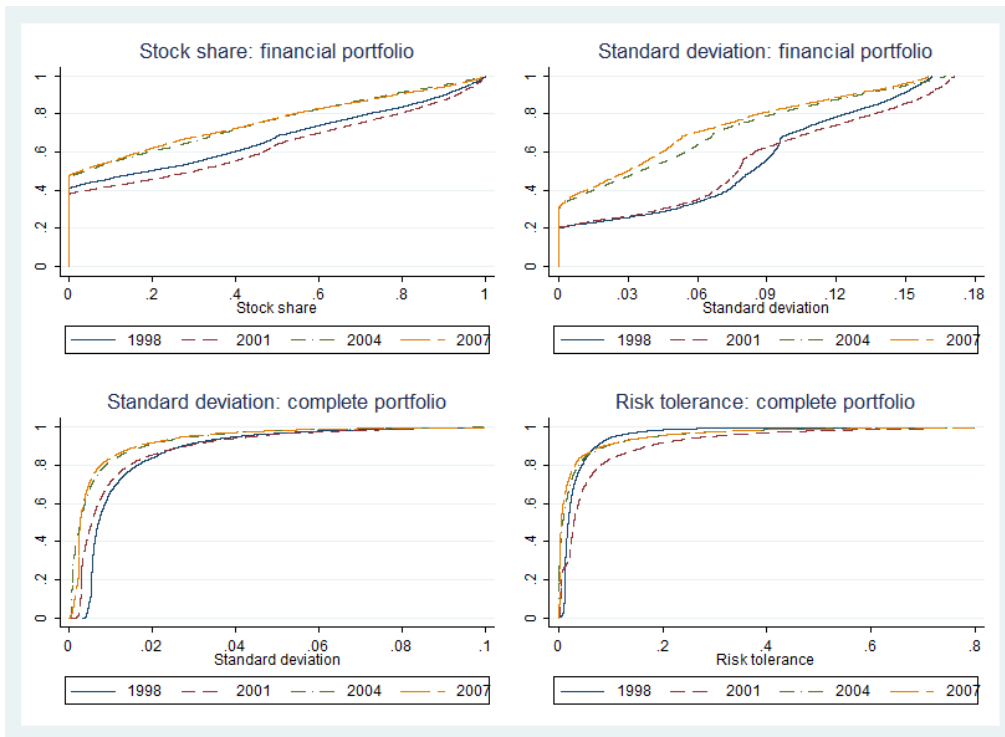 Stock share: financial portfolio
1
.8
.6
.4
.2
0
0 .2 .4 .6 .8 1
Stock share
1998 2001 2004 2007
Standard deviation: financial portfolio
1
.8
.6
.4
.2
0
0 .03 .06 .09 .12 .15 .18
Standard deviation
1998 2001 2004 2007
Standard deviation: complete portfolio
1
.8
.6
.4
.2
0
0 .02 .04 .06 .08 .1
Standard deviation
1998 2001 2004 2007
Risk tolerance: complete portfolio
1
.8
.6
.4
.2
0
0 .2 .4 .6 .8
Risk tolerance
1998 2001 2004 2007